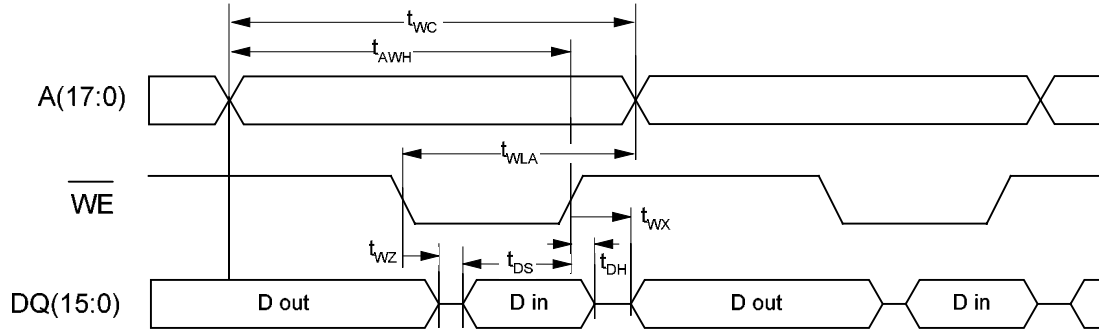 tWC
tAWH
A(17:0)
tWLA
WE
tWX
tWZ
tDS
tDH
DQ(15:0)
D out
D in
D out
D in